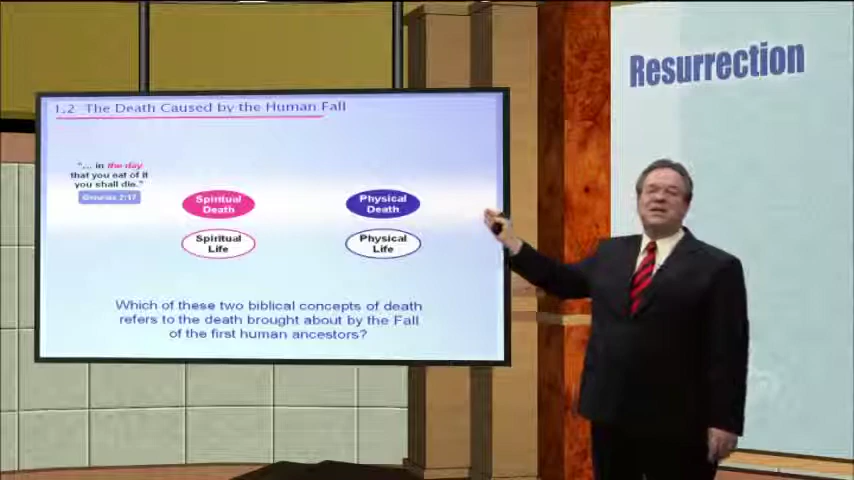 Resurrection
1.2 The Death Caused by the Human Fall
"... in the day
that you eat of it
you shall die."
Genesis 2:17
Spiritual
Death
Physical
Death
Spiritual
Life
Physical
Life
Which of these two biblical concepts of death
refers to the death brought about by the Fall
of the first human ancestors?